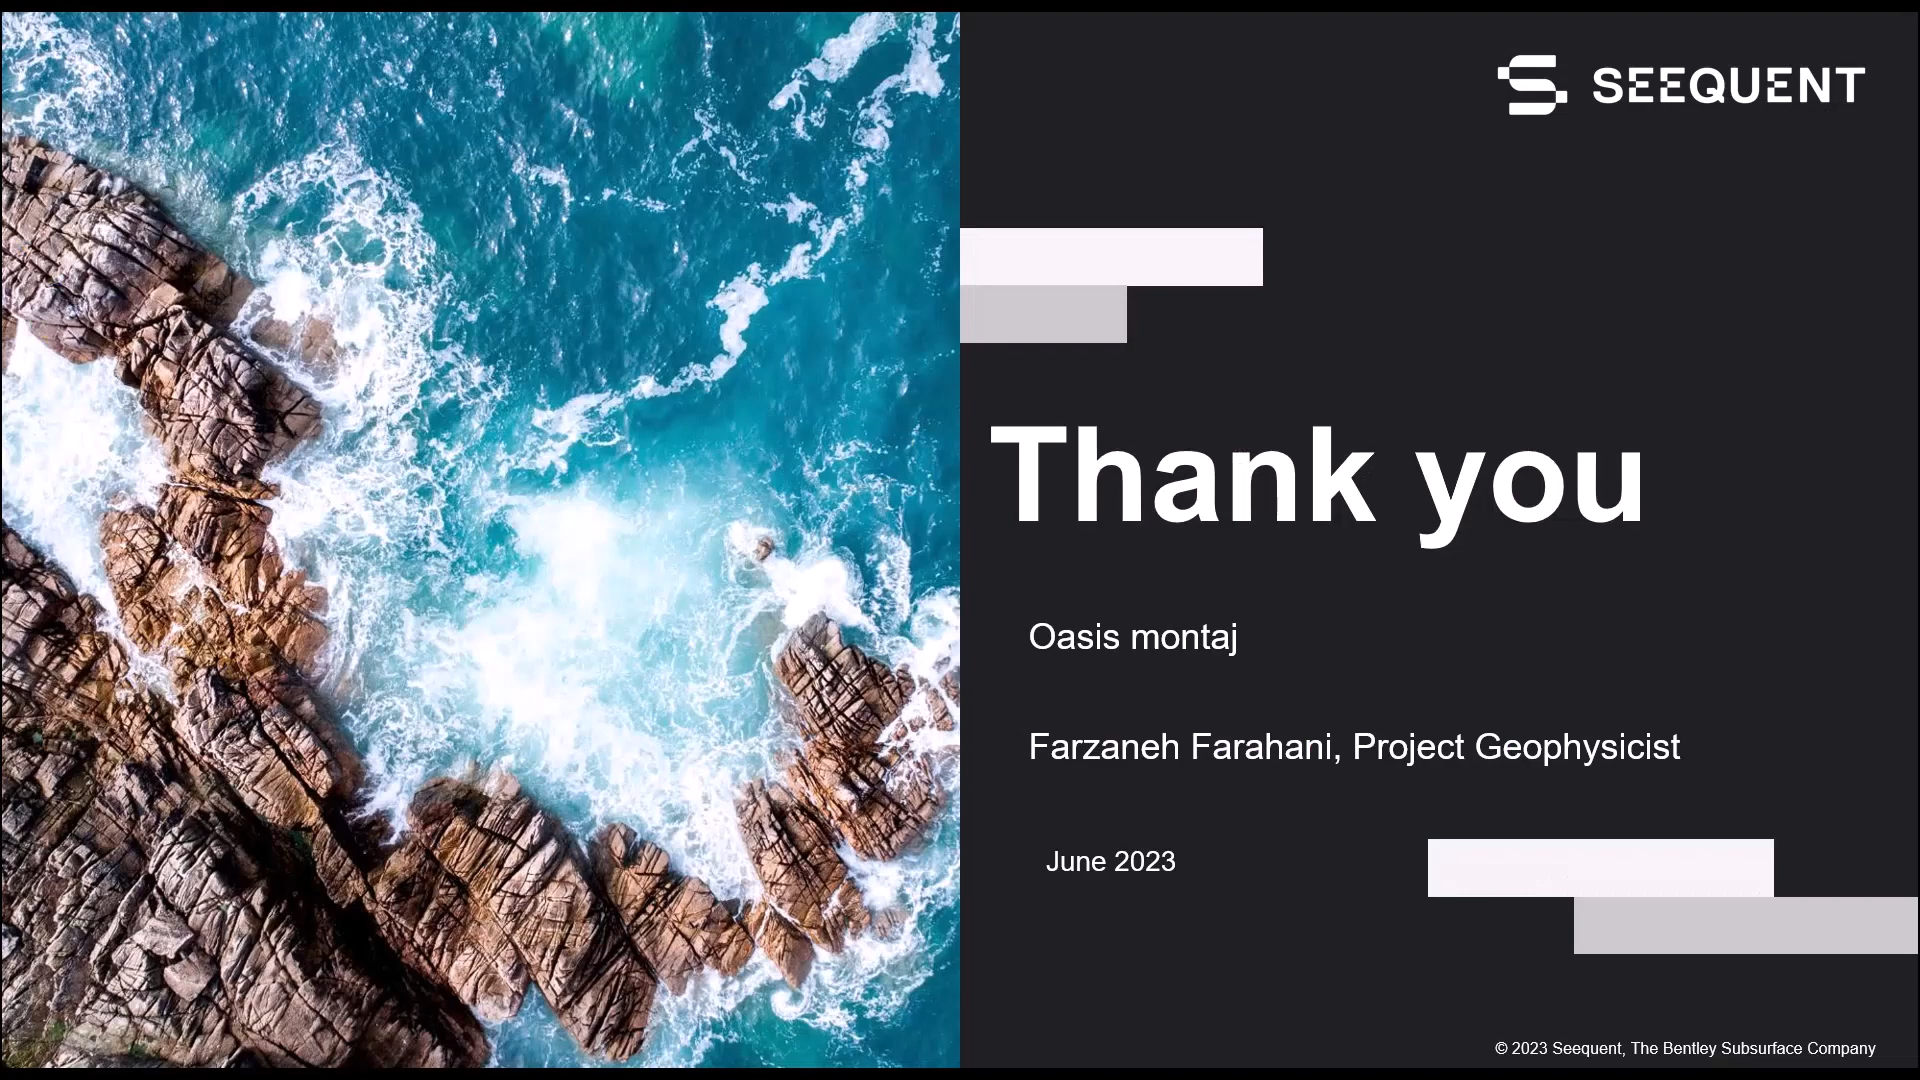 SEEQUENT
Thank you
Oasis montaj
Farzaneh Farahani, Project Geophysicist
June 2023
© 2023 Seequent, The Bentley Subsurface Company